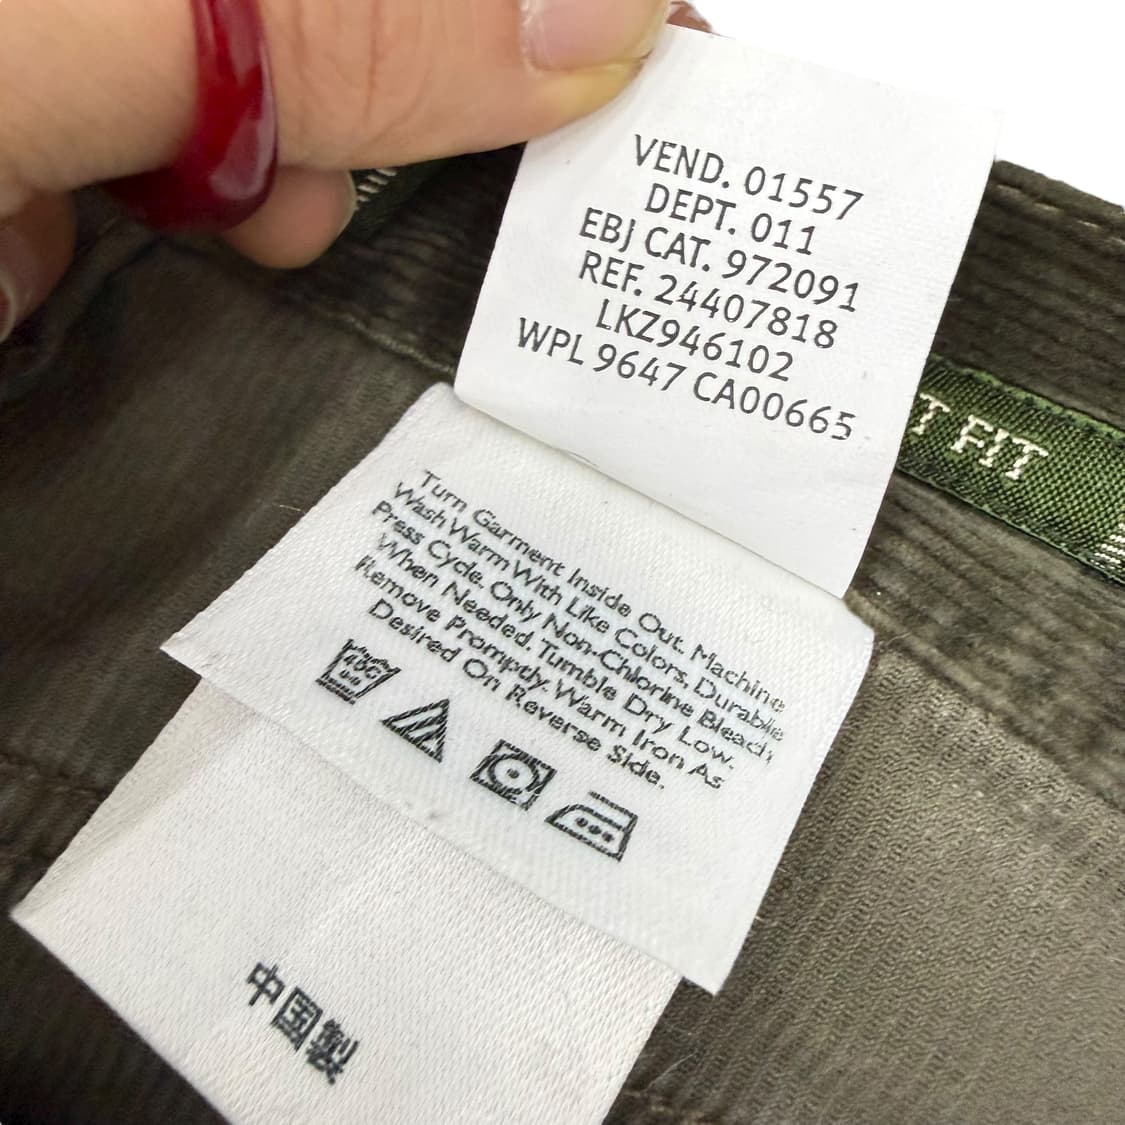 VEND. 01557
DEPT. 011
EBJ CAT. 972091
REF. 24407818
LKZ946102
WPL 9647 CA00665
T FIT
Turn Garment Inside Out. Machine
Wash Warm With Like Colors, Durable
Press Cycle. Only Non-Chlorine Bleach
When Needed. Tumble Dry Low.
Remove Promptly. Warm Iron As
Desired On Reverse Side.
40C
中国製